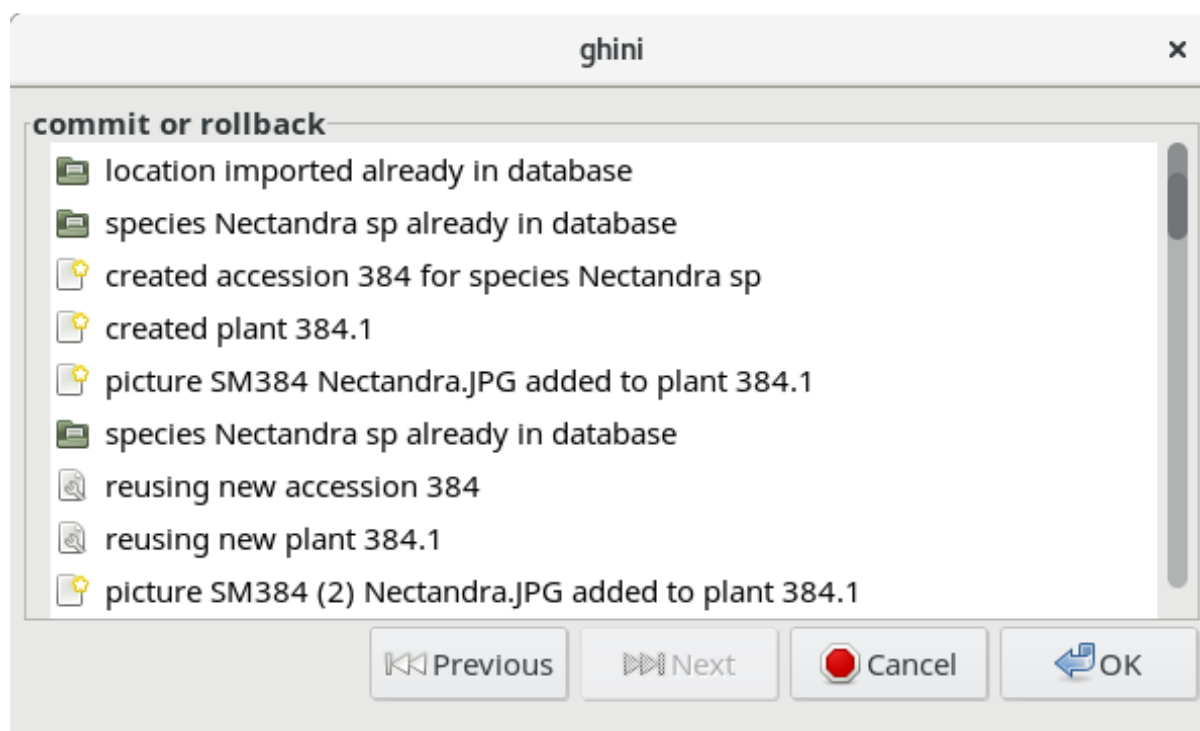 ghini
commit or rollback
location imported already in database
species Nectandra sp already in database
created accession 384 for species Nectandra sp
created plant 384.1
picture SM384 Nectandra.JPG added to plant 384.1
species Nectandra sp already in database
reusing new accession 384
reusing new plant 384.1
picture SM384 (2) Nectandra.JPG added to plant 384.1
Previous Next Cancel OK